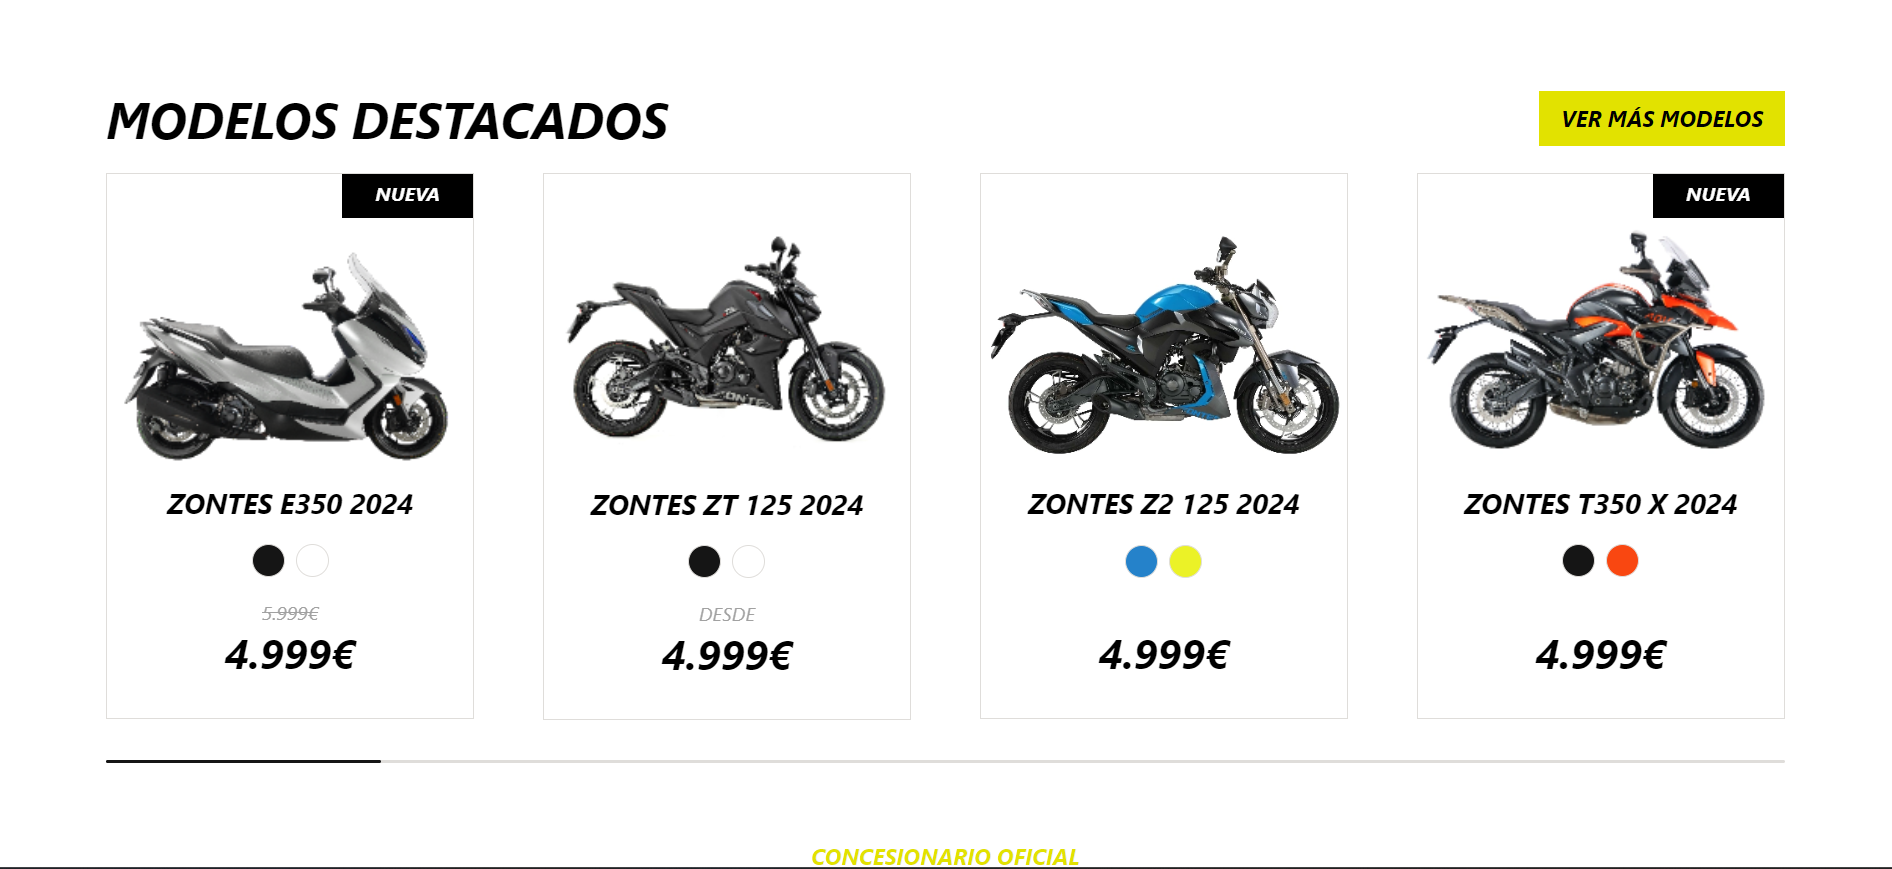 MODELOS DESTACADOS
VER MÁS MODELOS
NUEVA
ZONTES E350 2024
5.999€
4.999€
ZONTES ZT 125 2024
DESDE
4.999€
ZONTES Z2 125 2024
4.999€
NUEVA
ZONTES T350 X 2024
4.999€
CONCESIONARIO OFICIAL